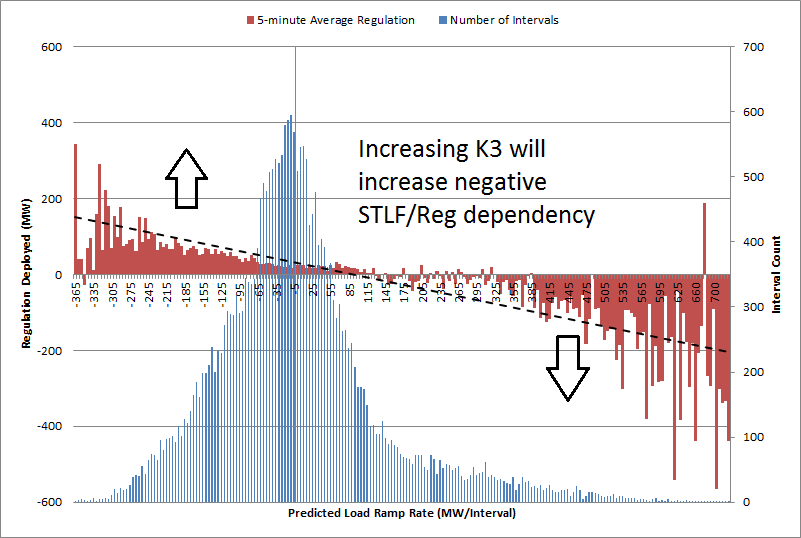 5-minute Average Regulation Number of Intervals
600 700
400 600
200 500
0 400
-200 300
-400 200
-600 100
0
Increasing K3 will
increase negative
STLF/Reg dependency
-365 -335 -305 -275 -245 -215 -185 -155 -125 -95 -65 -35 -5 25 55 85 115 145 175 205 235 265 295 325 355 385 415 445 475 505 535 565 595 625 660 700
Regulation Deployed (MW)
Interval Count
Predicted Load Ramp Rate (MW/Interval)